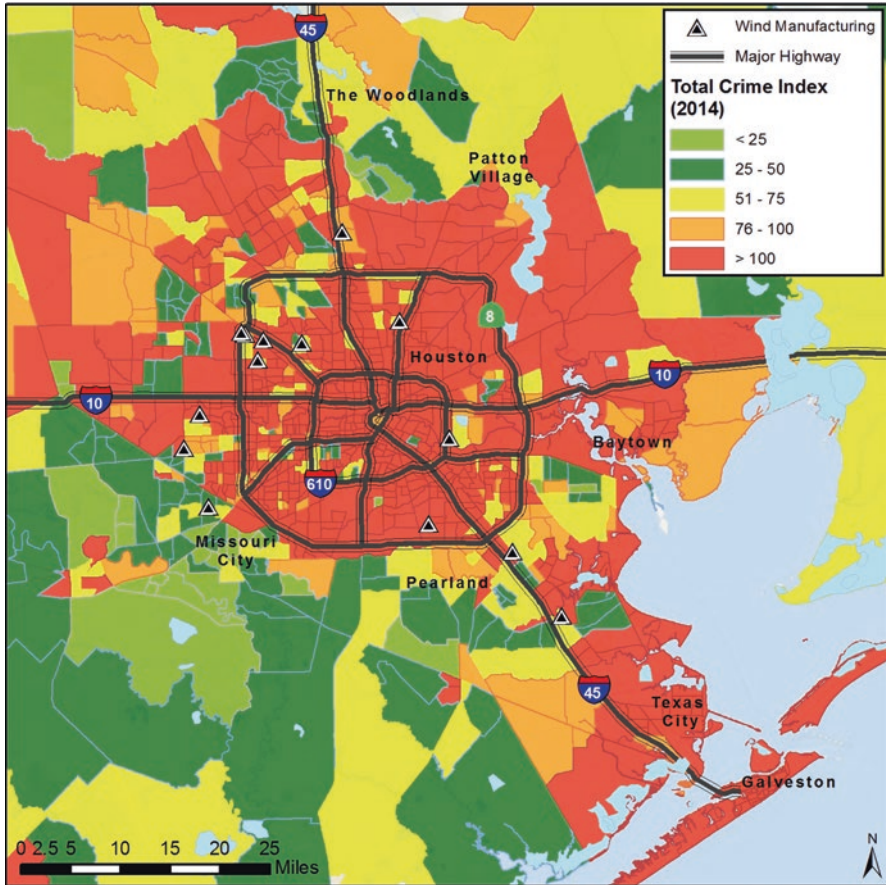 45
The Woodlands
Patton
Village
8
Houston
10
10
Baytown
610
Missouri
City
Pearland
45
Texas
City
Galveston
Wind Manufacturing
Major Highway
Total Crime Index
(2014)
< 25
25 - 50
51 - 75
76 - 100
> 100
0 2.5 5 10 15 20 25
Miles
N